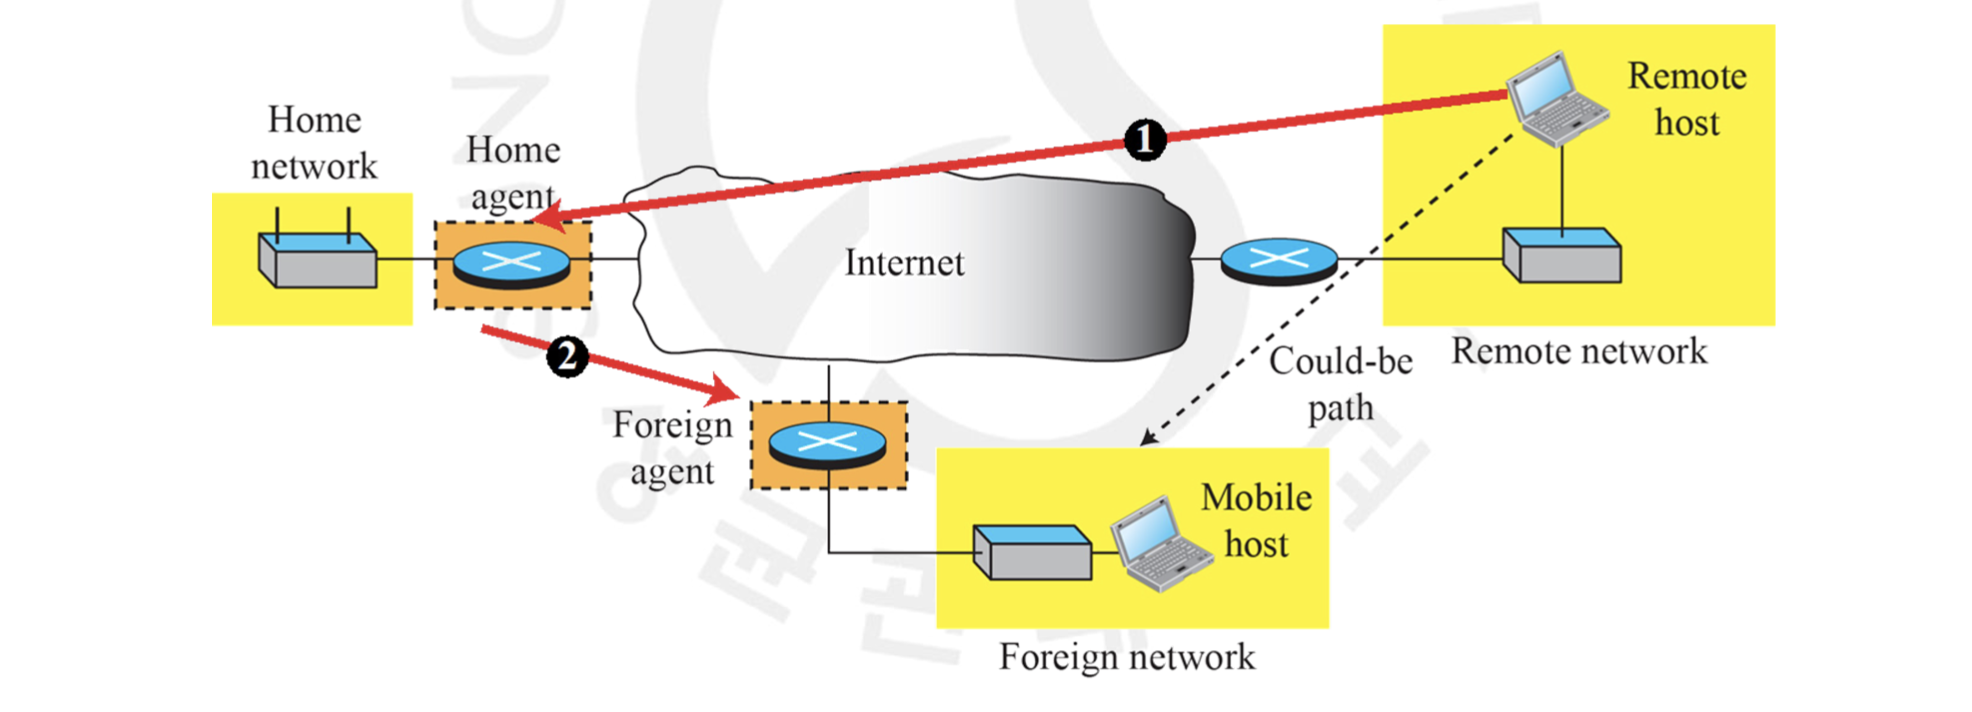 Home
network
Home
agent
1
Remote
host
Internet
2
Could-be
path
Remote network
Foreign
agent
Mobile
host
Foreign network